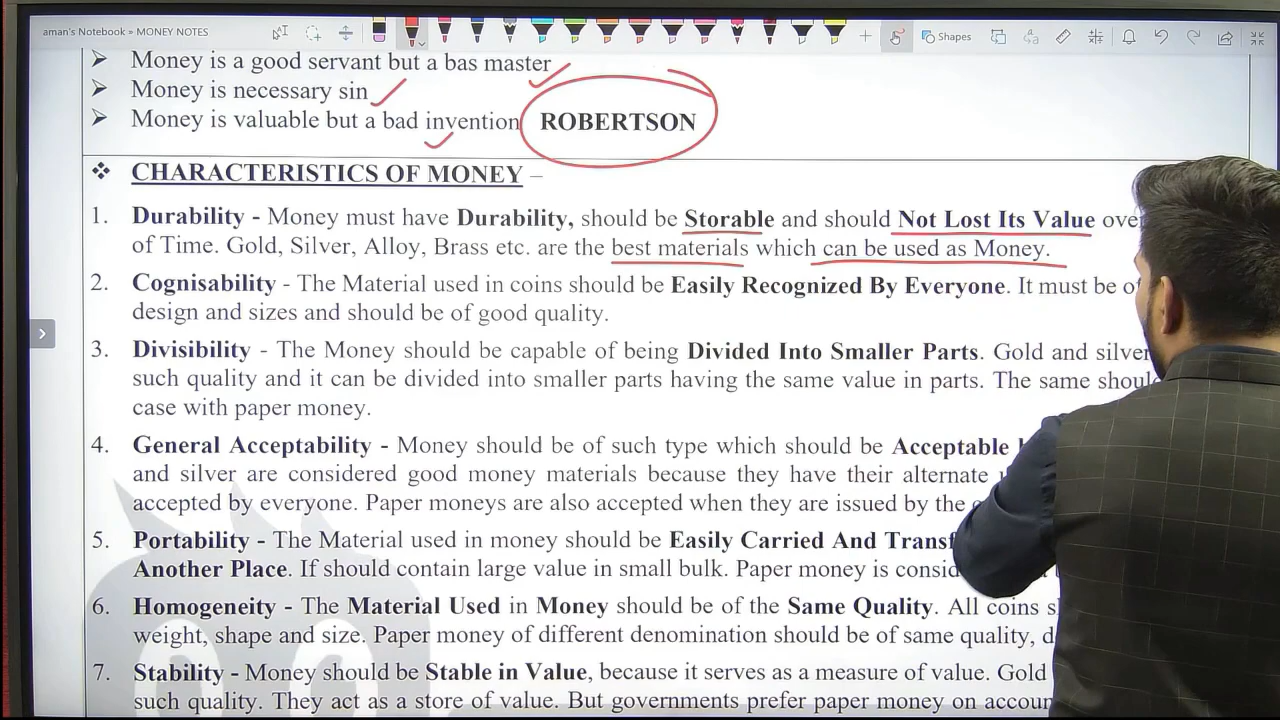 aman's Notebook > MONEY NOTES
Shapes
➤ Money is a good servant but a bas master
➤ Money is necessary sin
➤ Money is valuable but a bad invention ROBERTSON
❖ CHARACTERISTICS OF MONEY –
1. Durability - Money must have Durability, should be Storable and should Not Lost Its Value over
of Time. Gold, Silver, Alloy, Brass etc. are the best materials which can be used as Money.
2. Cognisability - The Material used in coins should be Easily Recognized By Everyone. It must be of
design and sizes and should be of good quality.
3. Divisibility - The Money should be capable of being Divided Into Smaller Parts. Gold and silver
such quality and it can be divided into smaller parts having the same value in parts. The same
case with paper money.
4. General Acceptability - Money should be of such type which should be Acceptable
and silver are considered good money materials because they have their alternate
accepted by everyone. Paper moneys are also accepted when they are issued by the
5. Portability - The Material used in money should be Easily Carried And
Another Place. If should contain large value in small bulk. Paper money is
6. Homogeneity - The Material Used in Money should be of the Same Quality. All coins
weight, shape and size. Paper money of different denomination should be of same quality,
7. Stability - Money should be Stable in Value, because it serves as a measure of value. Gold
such quality. They act as a store of value. But governments prefer paper money on